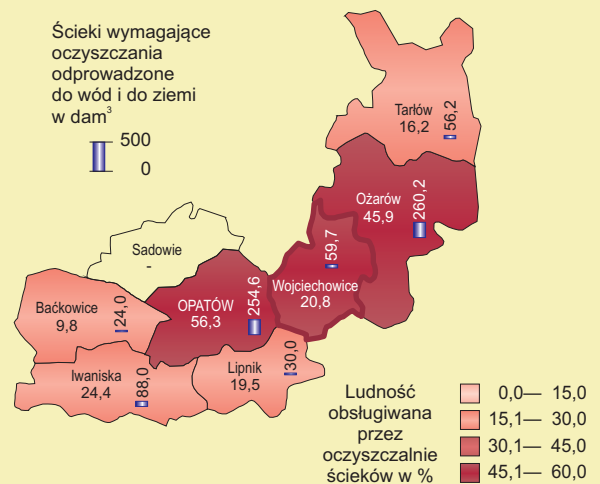 Ścieki wymagające
oczyszczania
odprowadzone
do wód i do ziemi
w dam³
500
0
Tarłów
16,2
56,2
Ożarów
45,9
260,2
Sadowie
-
Wojciechowice
20,8
59,7
OPATÓW
56,3
254,6
Baćkowice
9,8
24,0
Iwaniska
24,4
88,0
Lipnik
19,5
30,0
Ludność
obsługiwana
przez
oczyszczalnie
ścieków w %
0,0— 15,0
15,1— 30,0
30,1— 45,0
45,1— 60,0